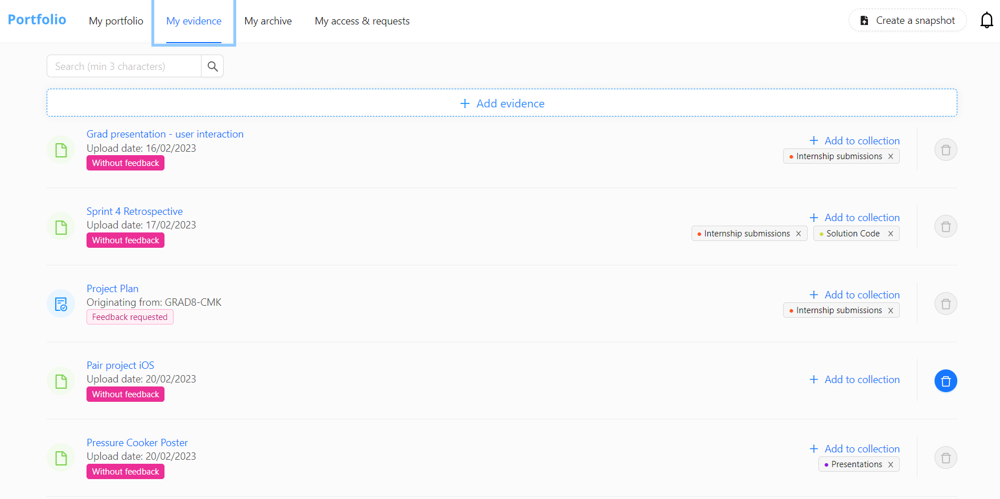 Portfolio
My portfolio
My evidence
My archive
My access & requests
Create a snapshot
Search (min 3 characters)
+ Add evidence
Grad presentation - user interaction
Upload date: 16/02/2023
Without feedback
+ Add to collection
Internship submissions X
Sprint 4 Retrospective
Upload date: 17/02/2023
Without feedback
+ Add to collection
Internship submissions X
Solution Code X
Project Plan
Originating from: GRAD8-CMK
Feedback requested
+ Add to collection
Internship submissions X
Pair project iOS
Upload date: 20/02/2023
Without feedback
+ Add to collection
Pressure Cooker Poster
Upload date: 20/02/2023
Without feedback
+ Add to collection
Presentations X